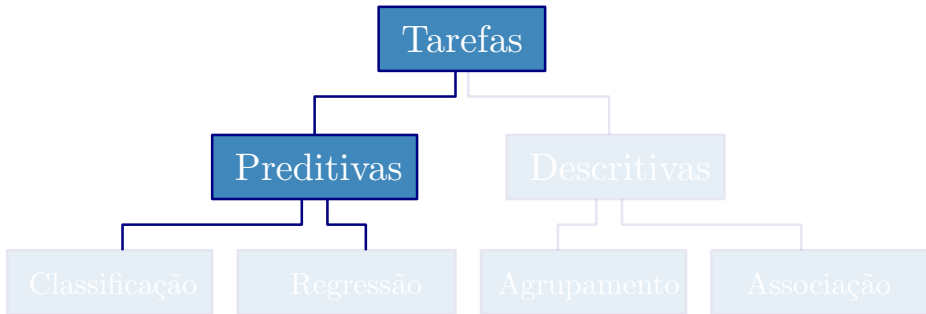 Tarefas
Preditivas
Descritivas
Classificação
Regressão
Agrupamento
Associação